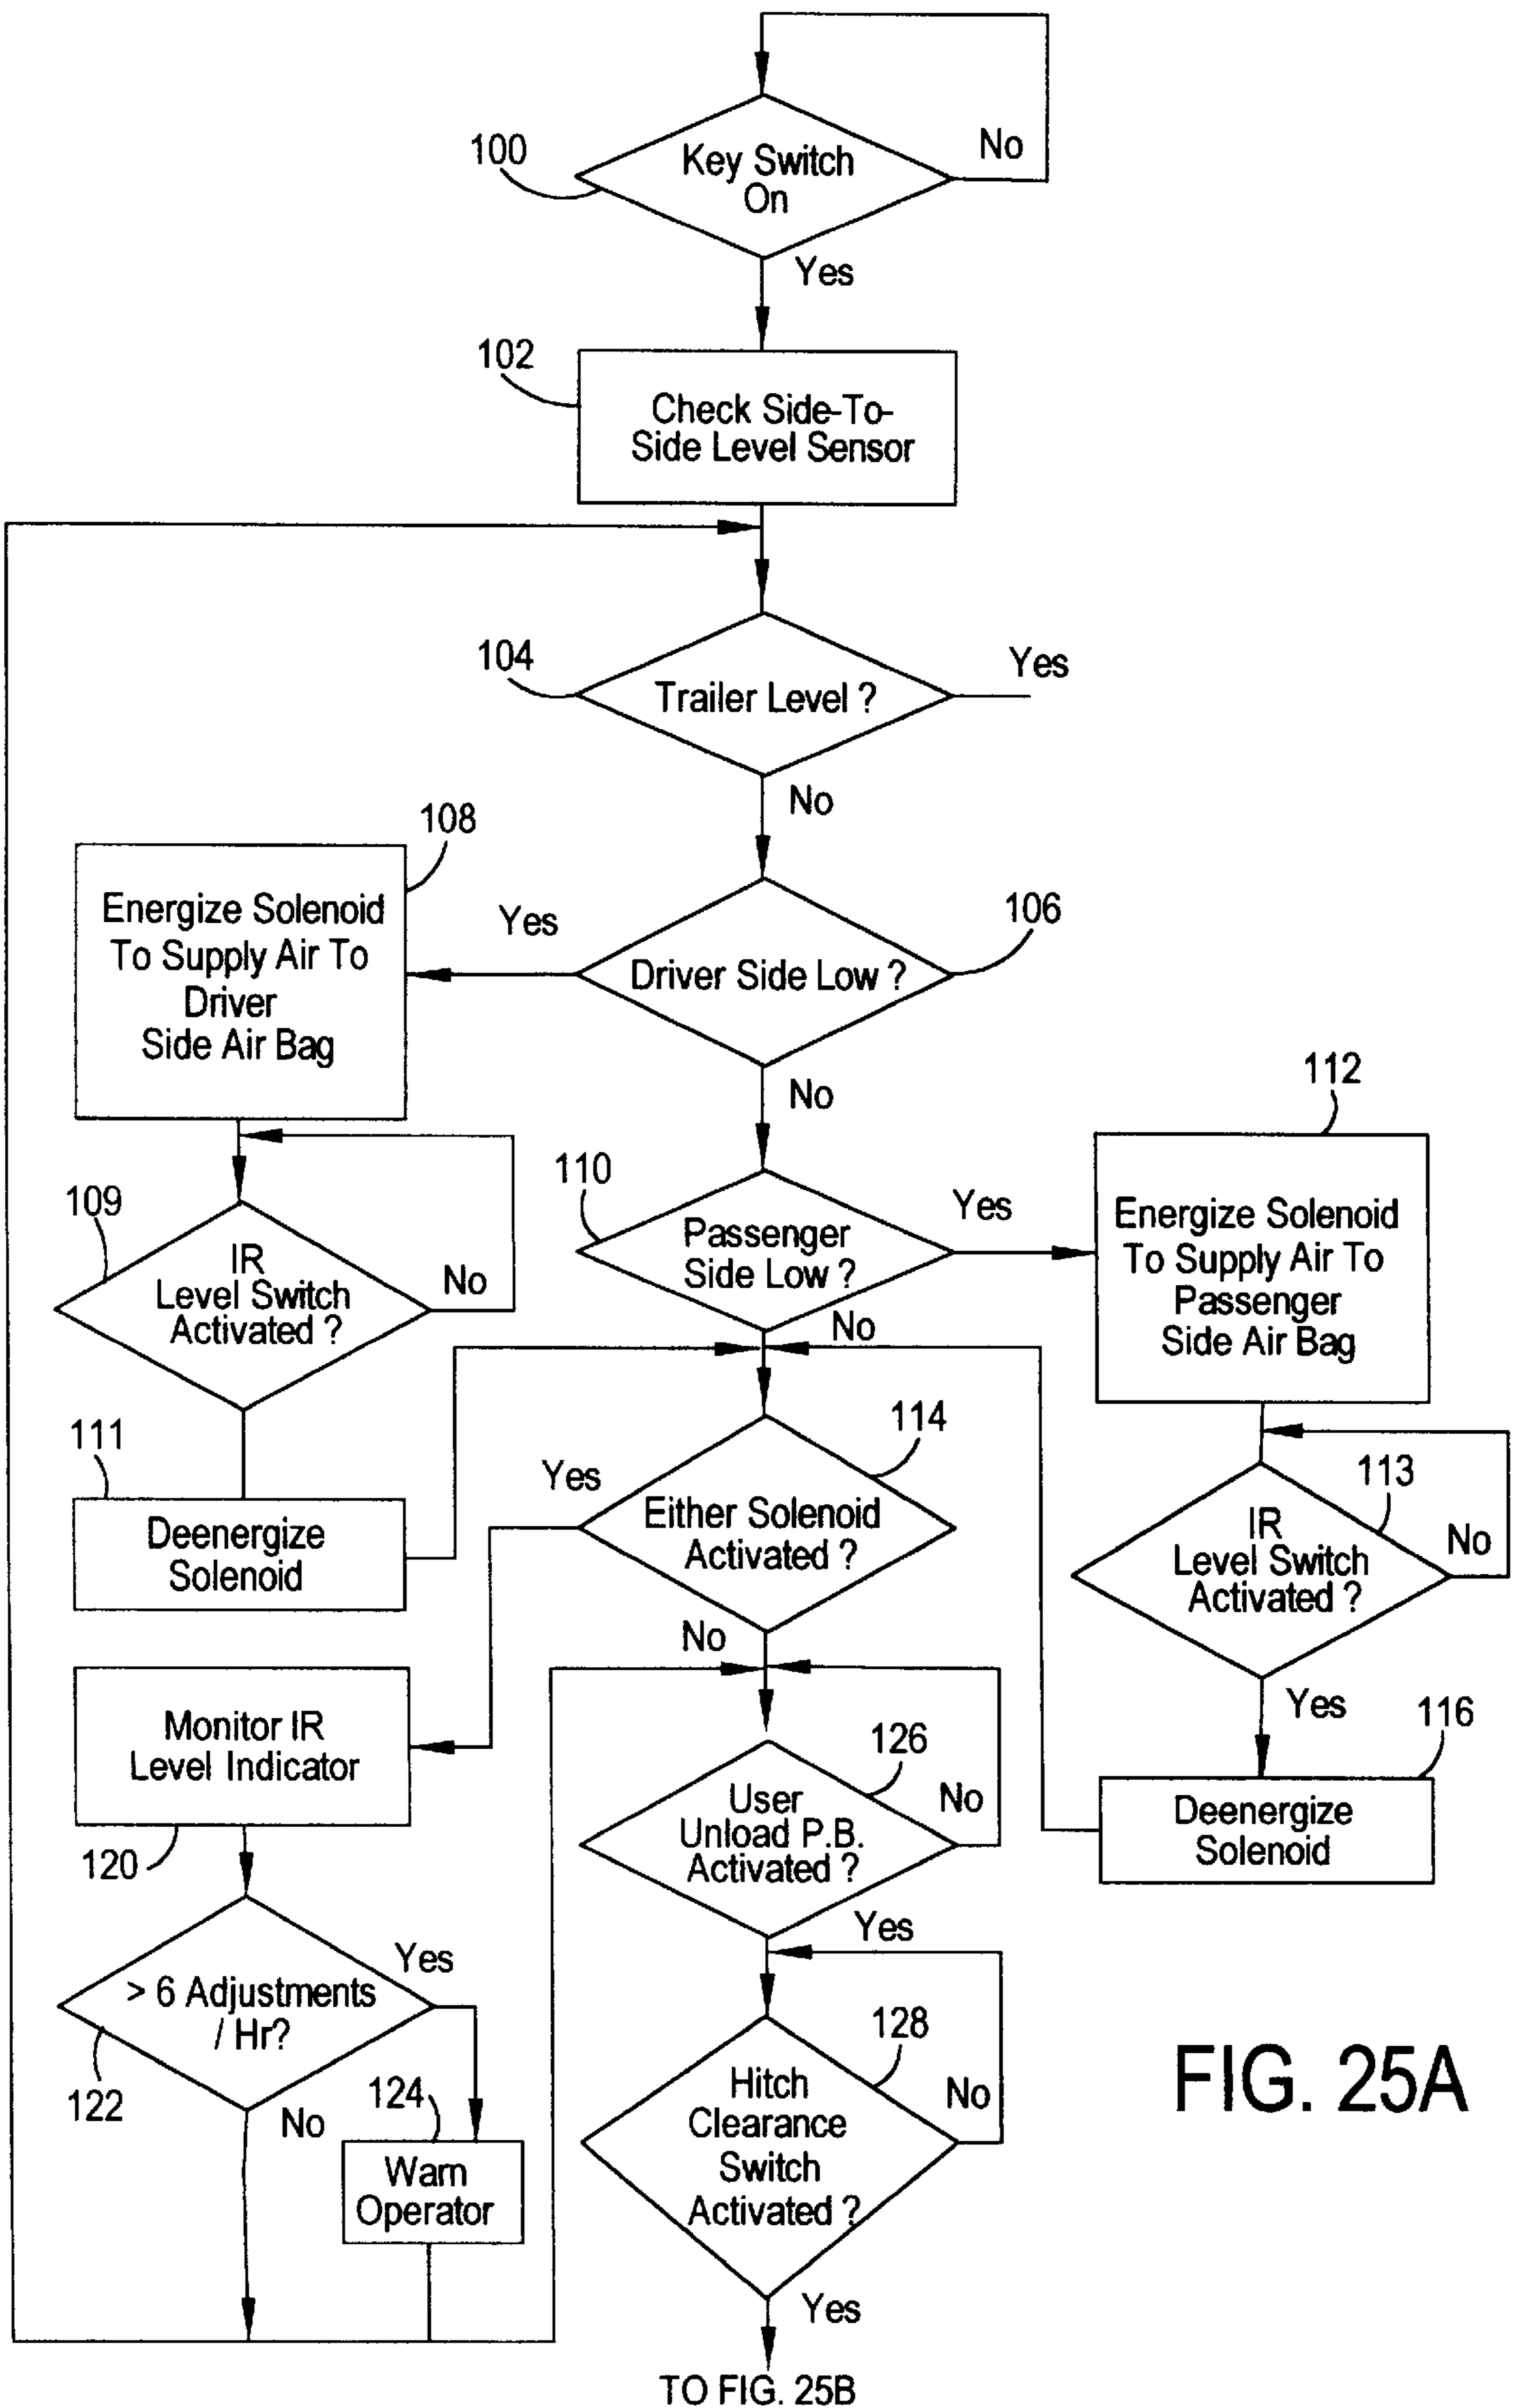 100
Key Switch
On
No
Yes
102
Check Side-To-
Side Level Sensor
104
Trailer Level ?
Yes
No
108
Energize Solenoid
To Supply Air To
Driver
Side Air Bag
Yes
Driver Side Low ?
106
No
109
IR
Level Switch
Activated ?
No
110
Passenger
Side Low ?
Yes
No
112
Energize Solenoid
To Supply Air To
Passenger
Side Air Bag
111
Deenergize
Solenoid
114
Yes
Either Solenoid
Activated ?
No
113
IR
Level Switch
Activated ?
No
Yes
116
Deenergize
Solenoid
Monitor IR
Level Indicator
120
126
User
Unload P.B.
Activated ?
No
Yes
> 6 Adjustments
/ Hr?
Yes
122
No
124
Warn
Operator
128
Hitch
Clearance
Switch
Activated ?
No
Yes
TO FIG. 25B
FIG. 25A